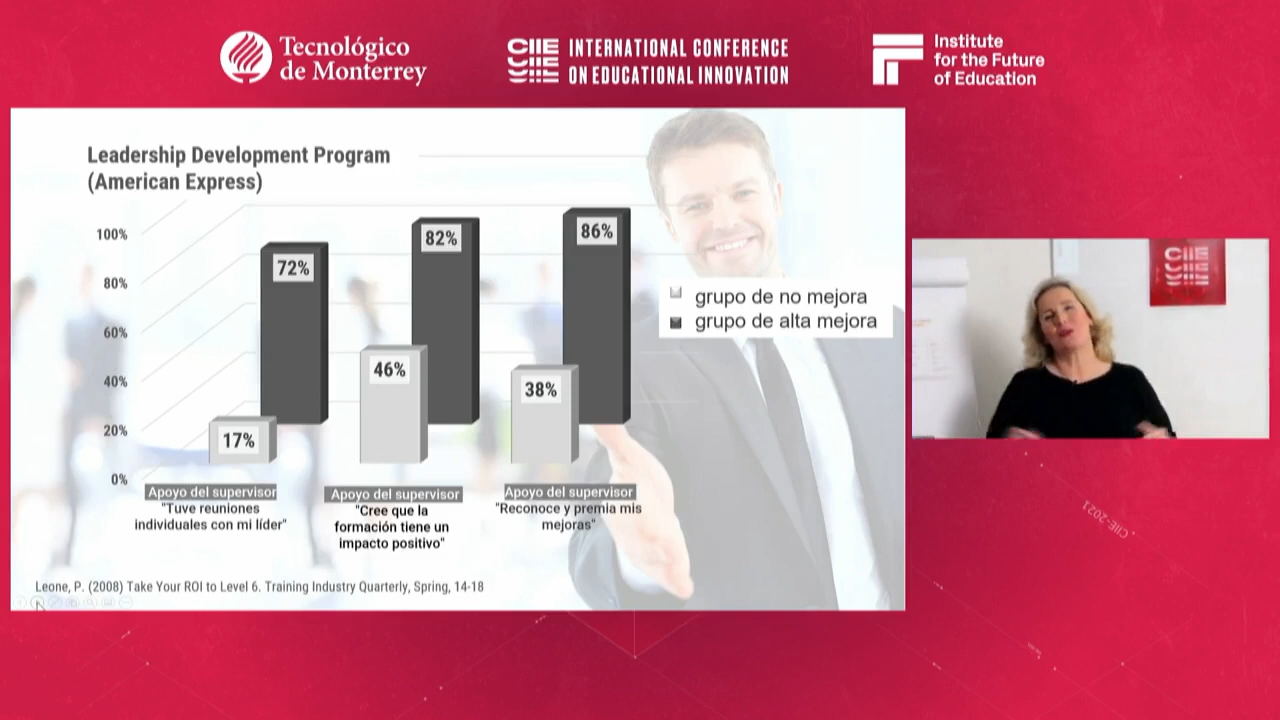 Tecnológico
de Monterrey
CIIE
INTERNATIONAL CONFERENCE
ON EDUCATIONAL INNOVATION
Institute
for the Future
of Education
Leadership Development Program
(American Express)
100%
80%
60%
40%
20%
0%
72%
82%
86%
17%
46%
38%
grupo de no mejora
grupo de alta mejora
Apoyo del supervisor
"Tuve reuniones
individuales con mi líder"
Apoyo del supervisor
"Cree que la
formación tiene un
impacto positivo"
Apoyo del supervisor
"Reconoce y premia mis
mejoras"
Leone, P. (2008) Take Your ROI to Level 6. Training Industry Quarterly, Spring, 14-18
CIIE
CIIE-2021